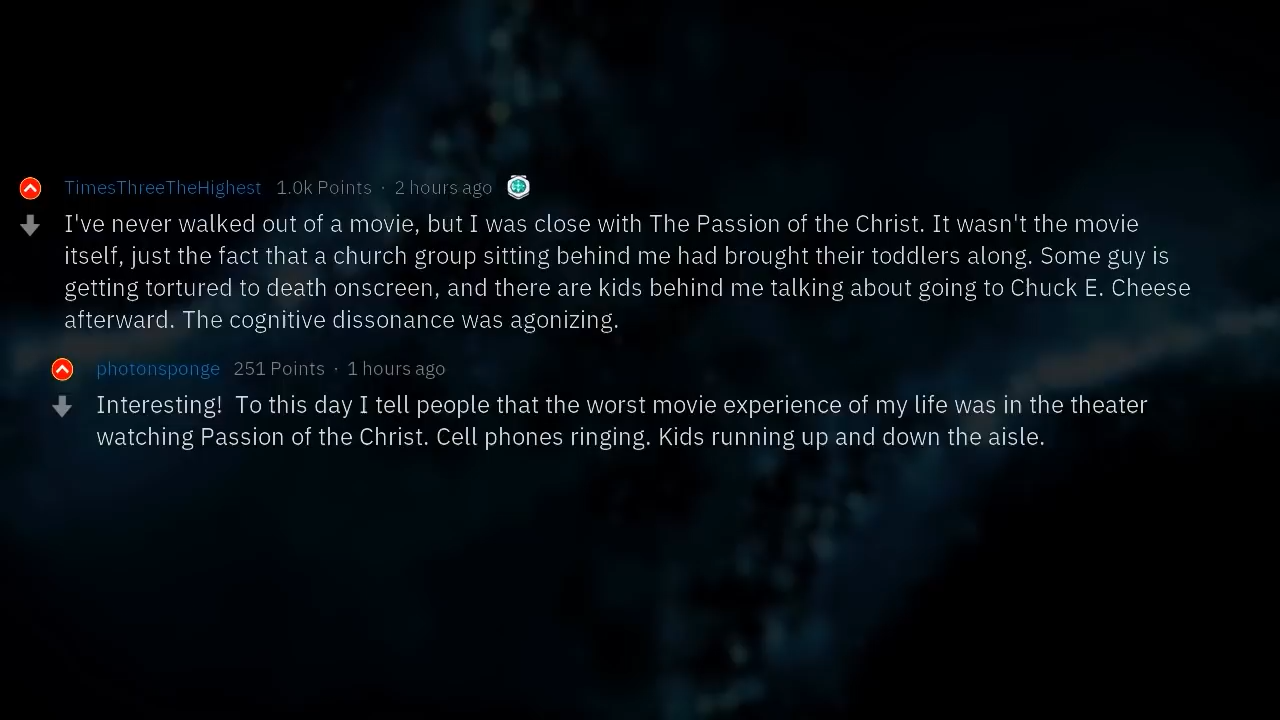 TimesThreeTheHighest 1.0k Points · 2 hours ago
I've never walked out of a movie, but I was close with The Passion of the Christ. It wasn't the movie
itself, just the fact that a church group sitting behind me had brought their toddlers along. Some guy is
getting tortured to death onscreen, and there are kids behind me talking about going to Chuck E. Cheese
afterward. The cognitive dissonance was agonizing.
photonsponge 251 Points · 1 hours ago
Interesting!  To this day I tell people that the worst movie experience of my life was in the theater
watching Passion of the Christ. Cell phones ringing. Kids running up and down the aisle.